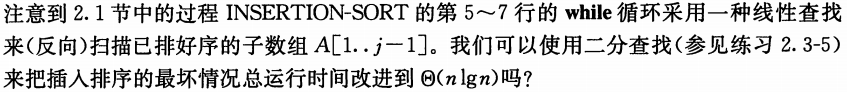 注意到 2.1 节中的过程 INSERTION-SORT 的第 5～7 行的 while 循环采用一种线性查找
来(反向)扫描已排好序的子数组 A[1..j－1]。我们可以使用二分查找(参见练习 2.3-5)
来把插入排序的最坏情况总运行时间改进到 Θ(nlgn)吗?